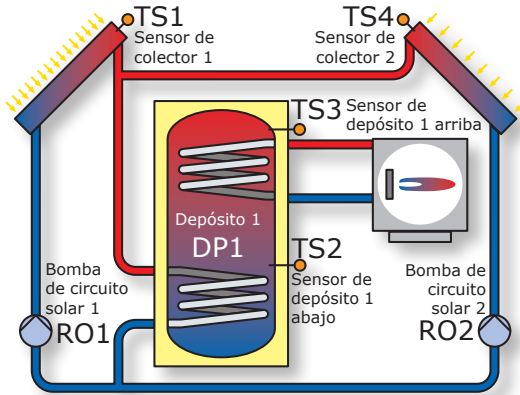 TS1
Sensor de
colector 1
TS4
Sensor de
colector 2
TS3
Sensor de
depósito 1 arriba
Depósito 1
DP1
TS2
Sensor de
depósito 1
abajo
Bomba
de circuito
solar 1
RO1
Bomba de
circuito
solar 2
RO2